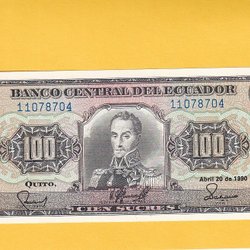 BANCO CENTRAL DEL ECUADOR
11078704 11078704
100 100
Abril 20 de 1990
QUITO,
CIEN SUCRES